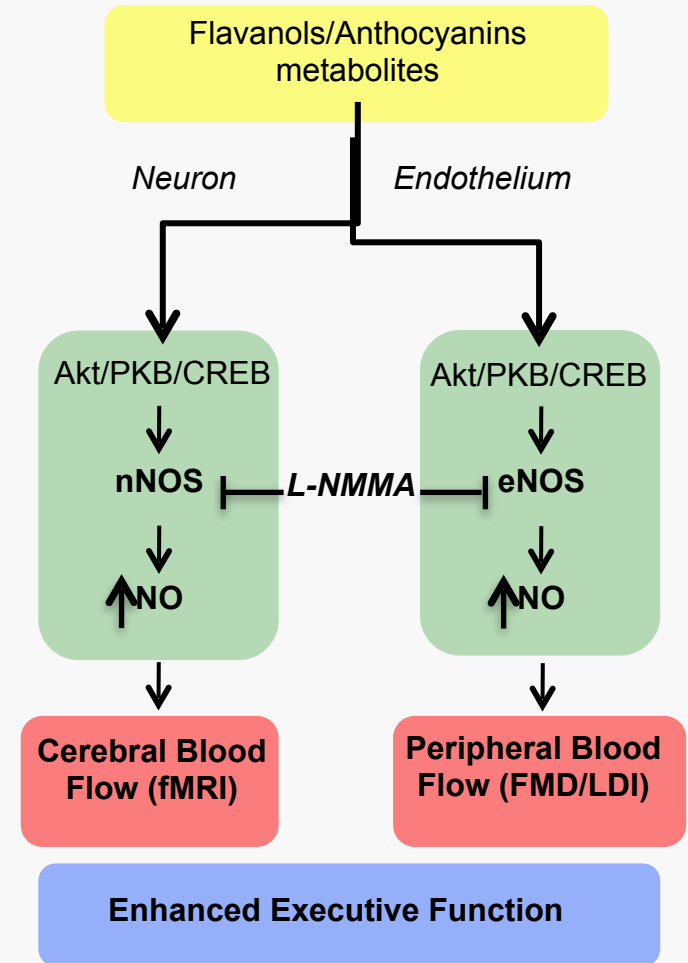 Flavanols/Anthocyanins
metabolites
Neuron
Endothelium
Akt/PKB/CREB
nNOS
NO
L-NMMA
Akt/PKB/CREB
eNOS
NO
Cerebral Blood
Flow (fMRI)
Peripheral Blood
Flow (FMD/LDI)
Enhanced Executive Function